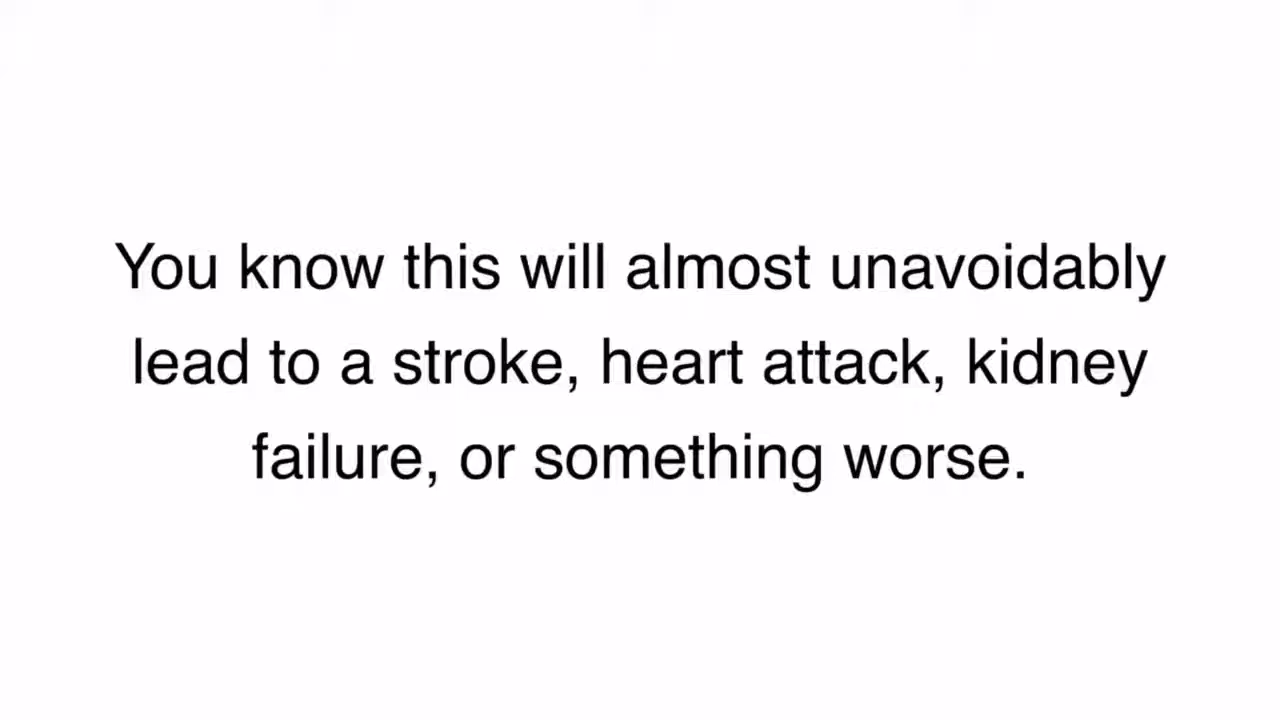 You know this will almost unavoidably
lead to a stroke, heart attack, kidney
failure, or something worse.